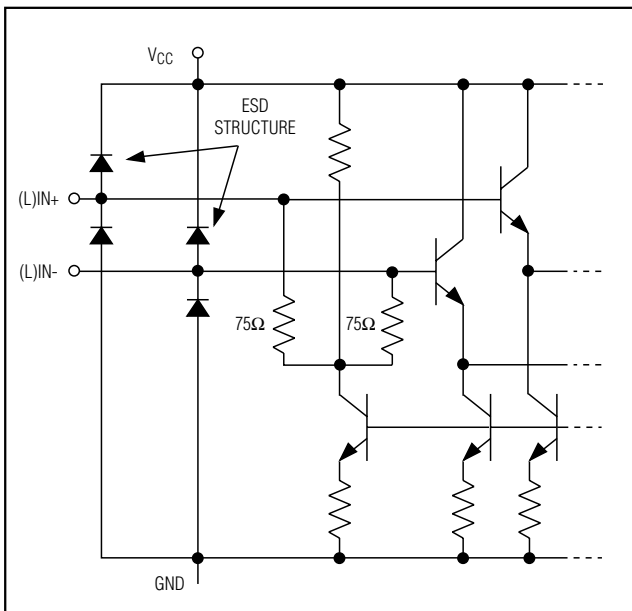 VCC
ESD
STRUCTURE
(L)IN+
(L)IN-
75Ω
75Ω
GND